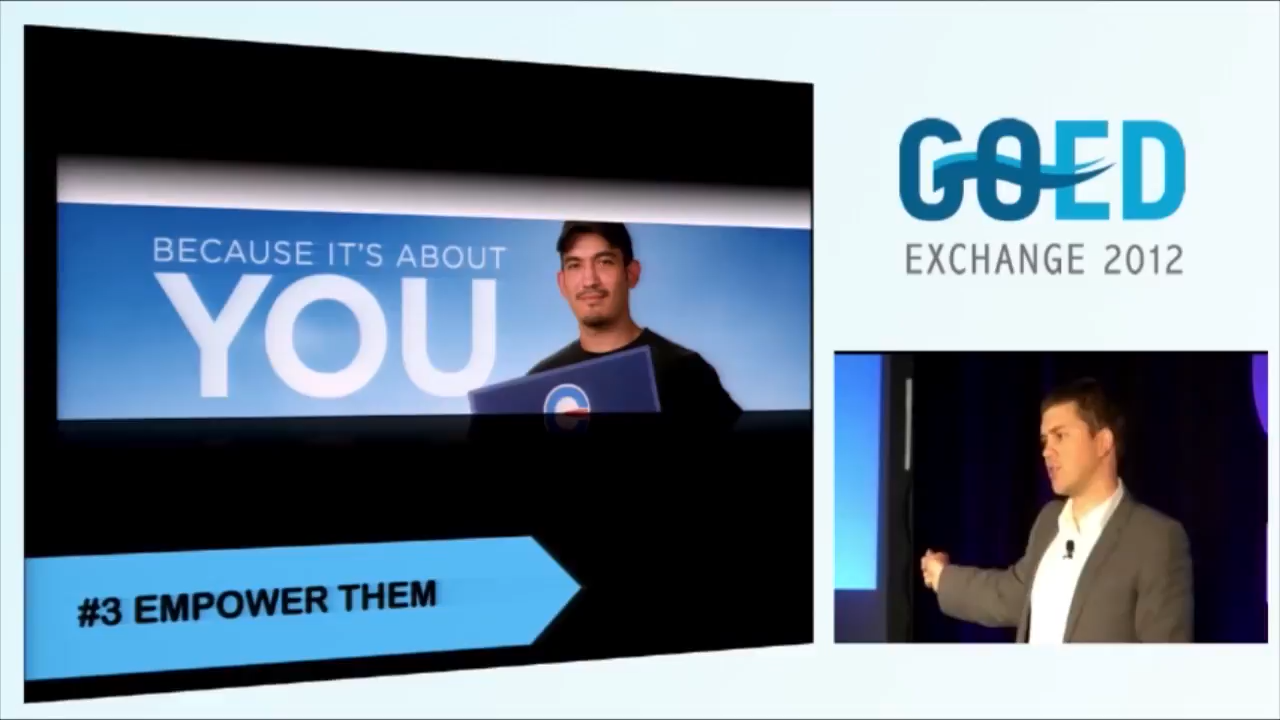 BECAUSE IT'S ABOUT
YOU
#3 EMPOWER THEM
GOED
EXCHANGE 2012